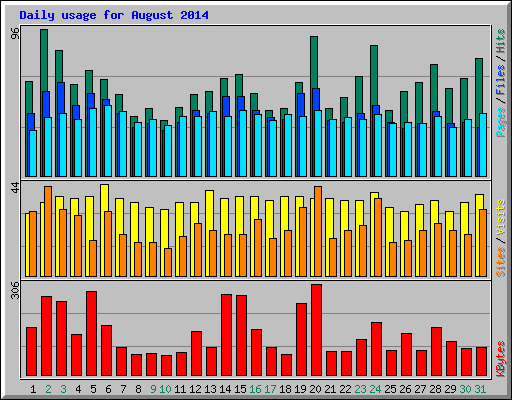 Daily usage for August 2014
96
Pages / Files / Hits
44
Sites / Visits
306
KBytes
1 2 3 4 5 6 7 8 9 10 11 12 13 14 15 16 17 18 19 20 21 22 23 24 25 26 27 28 29 30 31